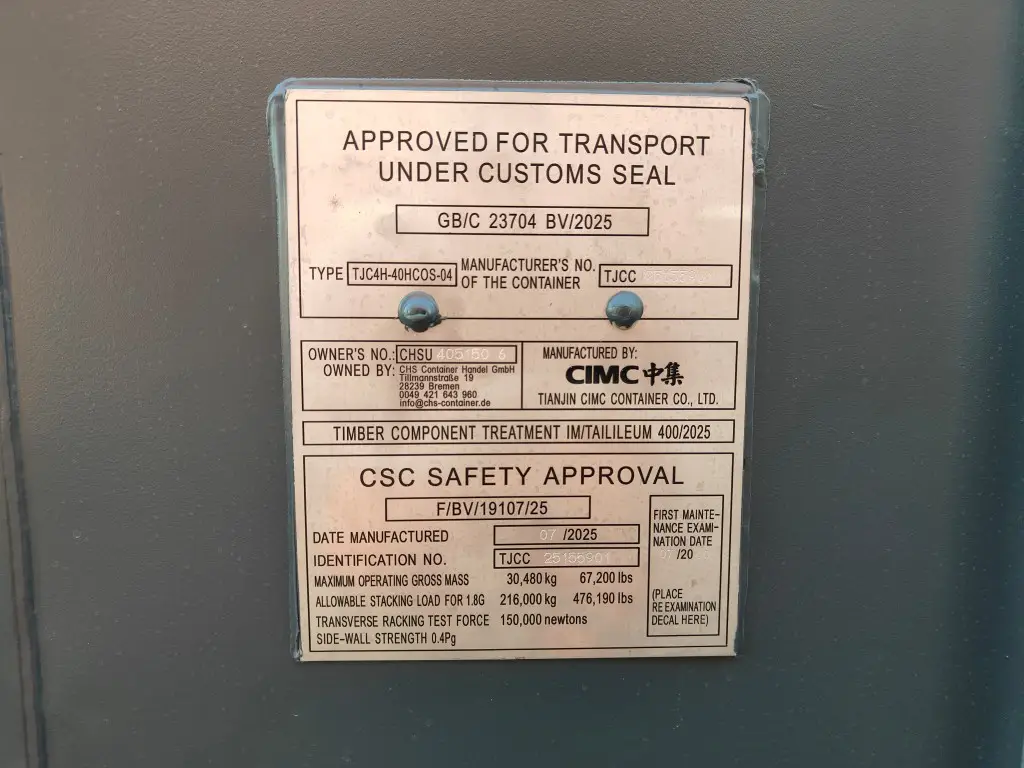 APPROVED FOR TRANSPORT
UNDER CUSTOMS SEAL
GB/C 23704 BV/2025
TYPE TJC4H-40HCOS-04 MANUFACTURER'S NO. OF THE CONTAINER TJCC
OWNER'S NO.: CHSU
OWNED BY: CHS Container Handel GmbH
Tillmannstraße 19
28239 Bremen
0049 421 643 960
info@chs-container.de
MANUFACTURED BY:
CIMC中集
TIANJIN CIMC CONTAINER CO., LTD.
TIMBER COMPONENT TREATMENT IM/TAILILEUM 400/2025
CSC SAFETY APPROVAL
F/BV/19107/25
DATE MANUFACTURED 07 /2025
IDENTIFICATION NO. TJCC 25155901
MAXIMUM OPERATING GROSS MASS 30,480 kg 67,200 lbs
ALLOWABLE STACKING LOAD FOR 1.8G 216,000 kg 476,190 lbs
TRANSVERSE RACKING TEST FORCE 150,000 newtons
SIDE-WALL STRENGTH 0.4Pg
FIRST MAINTE-
NANCE EXAMI-
NATION DATE
/20
(PLACE
RE EXAMINATION
DECAL HERE)